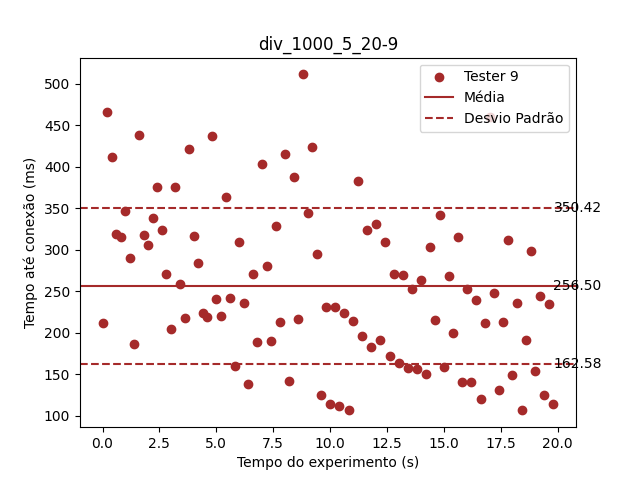 div_1000_5_20-9
Tempo até conexão (ms)
500
450
400
350
300
250
200
150
100
Tester 9
Média
Desvio Padrão
350.42
256.50
162.58
0.0 2.5 5.0 7.5 10.0 12.5 15.0 17.5 20.0
Tempo do experimento (s)